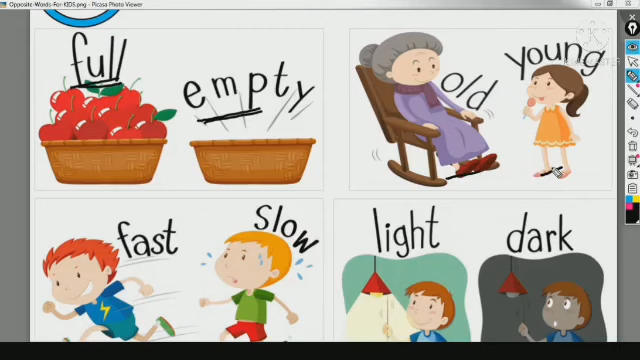 Opposite-Words-For-KIDS.png - Picasa Photo Viewer
full
empty
old
young
fast
slow
light
dark